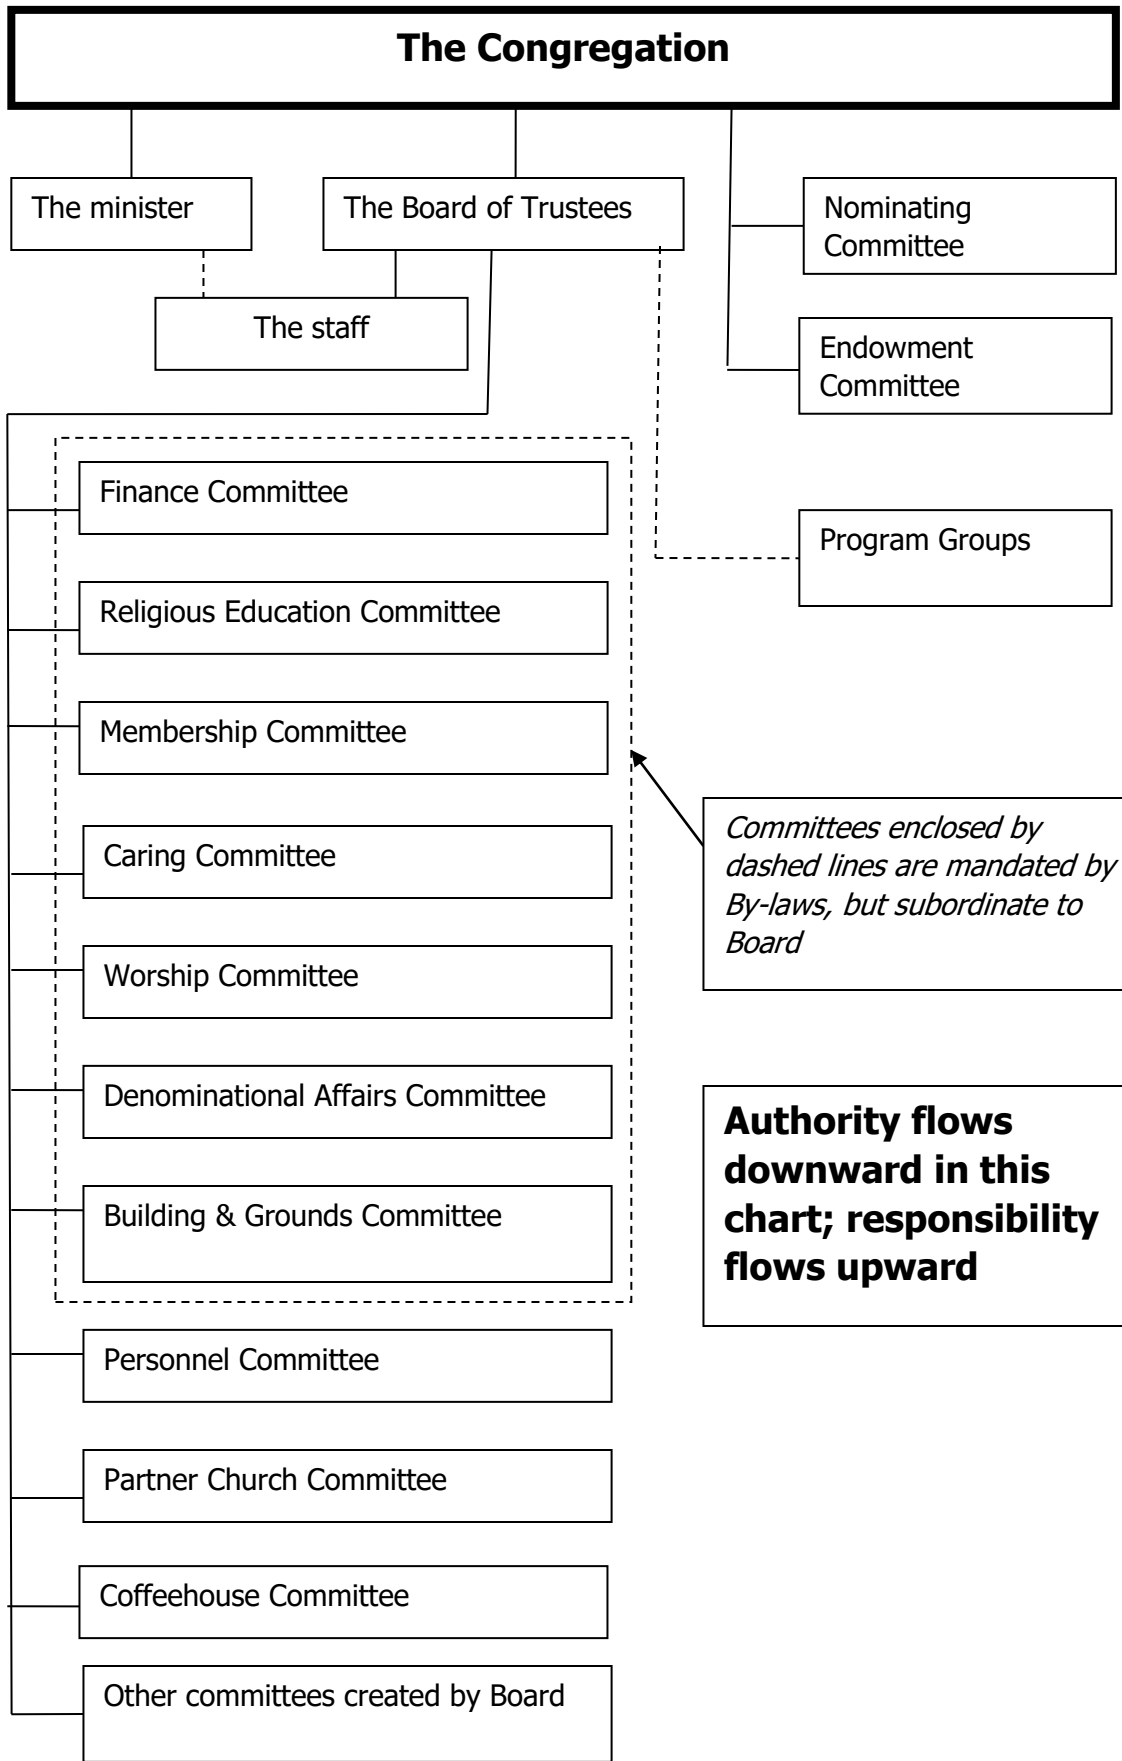 The Congregation
The minister
The Board of Trustees
Nominating
Committee
The staff
Endowment
Committee
Finance Committee
Program Groups
Religious Education Committee
Membership Committee
Committees enclosed by
dashed lines are mandated by
By-laws, but subordinate to
Board
Caring Committee
Worship Committee
Denominational Affairs Committee
Authority flows
downward in this
chart; responsibility
flows upward
Building & Grounds Committee
Personnel Committee
Partner Church Committee
Coffeehouse Committee
Other committees created by Board